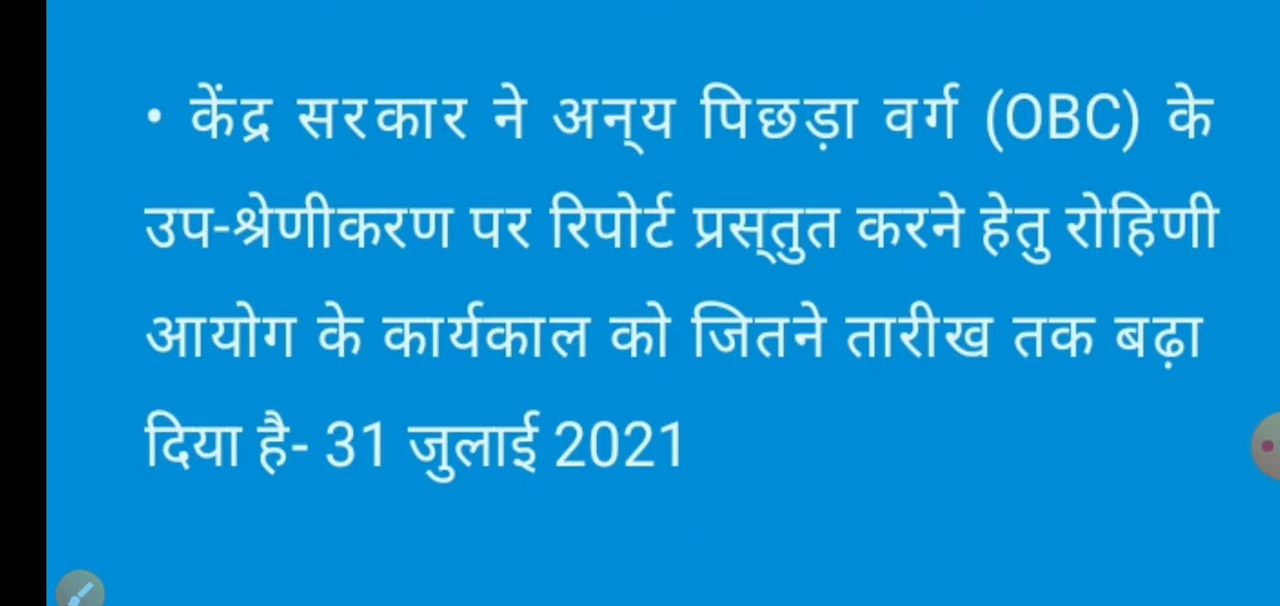 • केंद्र सरकार ने अन्‌य पिछड़ा वर्ग (OBC) के
उप-श्रेणीकरण पर रिपोर्ट प्रस्‌तुत करने हेतु रोहिणी
आयोग के कार्यकाल को जितने तारीख तक बढ़ा
दिया है- 31 जुलाई 2021